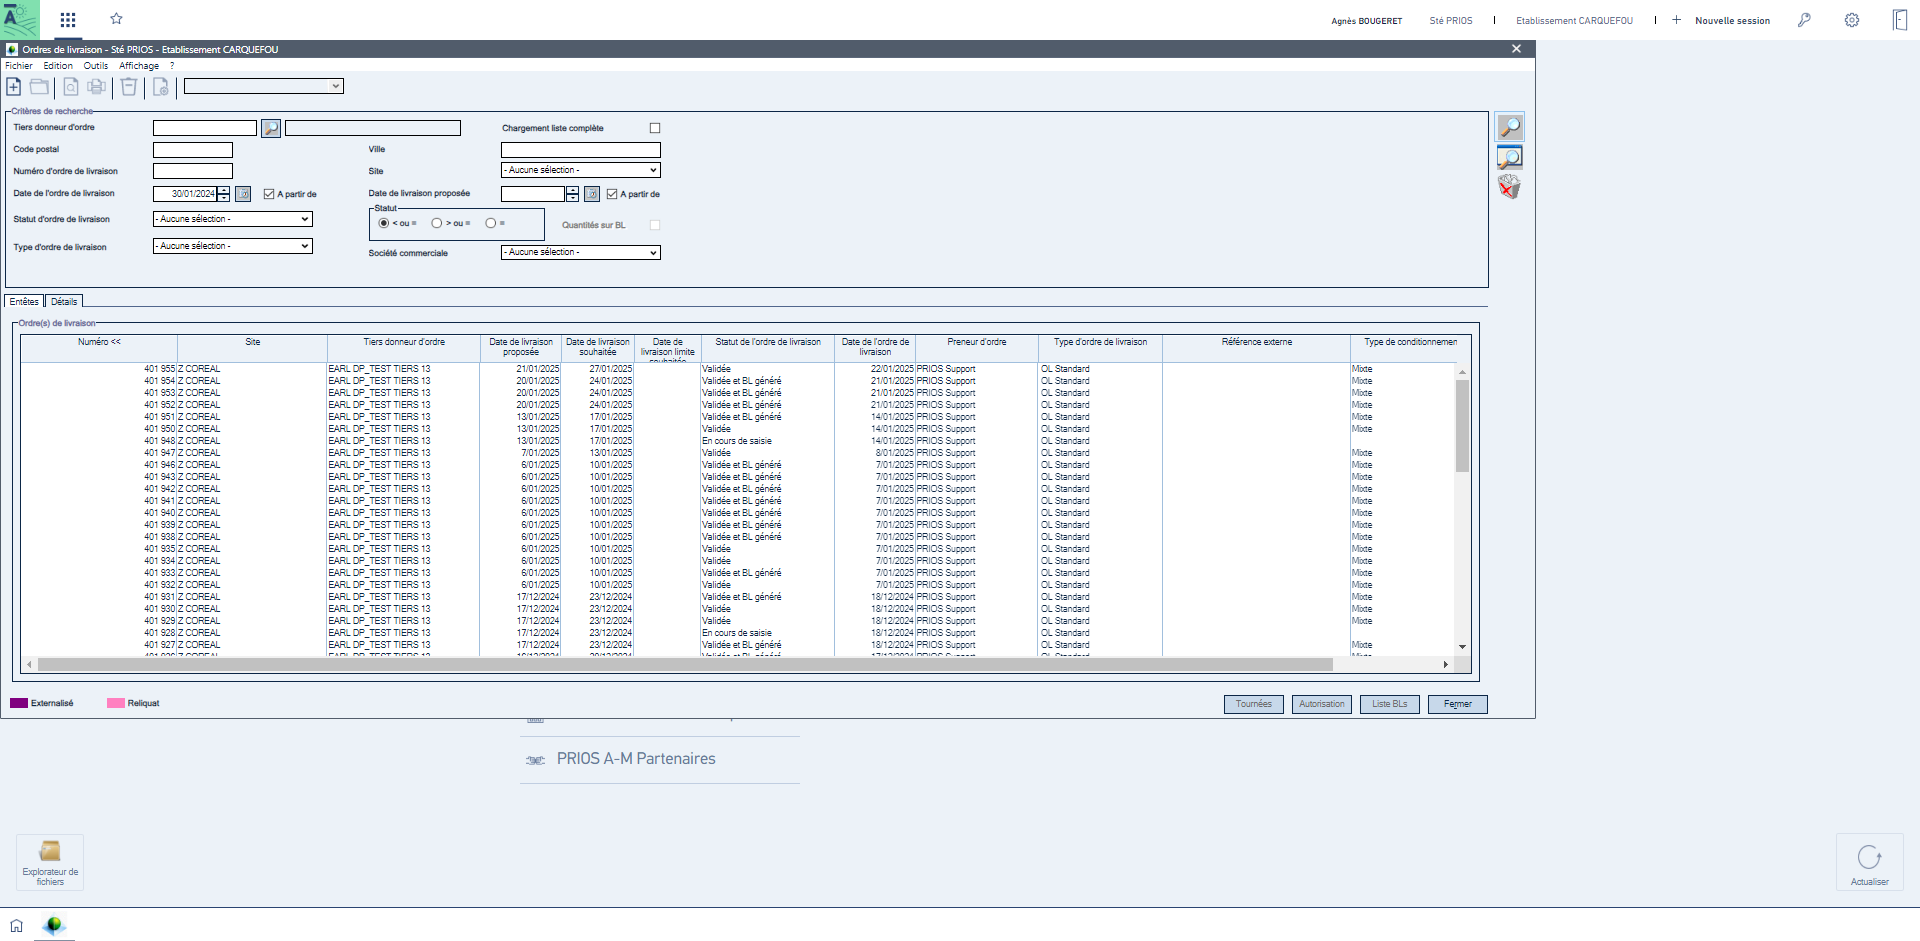 Agnès BOUGERET Sté PRIOS Etablissement CARQUEFOU Nouvelle session
Ordres de livraison - Sté PRIOS - Etablissement CARQUEFOU
Fichier Edition Outils Affichage ?
Critères de recherche
Tiers donneur d'ordre Chargement liste complète
Code postal Ville
Numéro d'ordre de livraison Site - Aucune sélection -
Date de l'ordre de livraison 30/01/2024 A partir de Date de livraison proposée A partir de
Statut
Statut d'ordre de livraison - Aucune sélection - < ou = > ou = = Quantités sur BL
Type d'ordre de livraison - Aucune sélection - Société commerciale - Aucune sélection -
Entêtes Détails
Ordre(s) de livraison
Numéro << Site Tiers donneur d'ordre Date de livraison proposée Date de livraison souhaitée Date de livraison limite souhaitée Statut de l'ordre de livraison Date de l'ordre de livraison Preneur d'ordre Type d'ordre de livraison Référence externe Type de conditionnemen
401 955 Z COREAL EARL DP_TEST TIERS 13 21/01/2025 27/01/2025 Validée 22/01/2025 PRIOS Support OL Standard Mixte
401 954 Z COREAL EARL DP_TEST TIERS 13 20/01/2025 24/01/2025 Validée et BL généré 21/01/2025 PRIOS Support OL Standard Mixte
401 953 Z COREAL EARL DP_TEST TIERS 13 20/01/2025 24/01/2025 Validée et BL généré 21/01/2025 PRIOS Support OL Standard Mixte
401 952 Z COREAL EARL DP_TEST TIERS 13 20/01/2025 24/01/2025 Validée et BL généré 21/01/2025 PRIOS Support OL Standard Mixte
401 951 Z COREAL EARL DP_TEST TIERS 13 13/01/2025 17/01/2025 Validée et BL généré 14/01/2025 PRIOS Support OL Standard Mixte
401 950 Z COREAL EARL DP_TEST TIERS 13 13/01/2025 17/01/2025 Validée 14/01/2025 PRIOS Support OL Standard Mixte
401 948 Z COREAL EARL DP_TEST TIERS 13 13/01/2025 17/01/2025 En cours de saisie 14/01/2025 PRIOS Support OL Standard
401 947 Z COREAL EARL DP_TEST TIERS 13 7/01/2025 13/01/2025 Validée 8/01/2025 PRIOS Support OL Standard Mixte
401 946 Z COREAL EARL DP_TEST TIERS 13 6/01/2025 10/01/2025 Validée et BL généré 7/01/2025 PRIOS Support OL Standard Mixte
401 943 Z COREAL EARL DP_TEST TIERS 13 6/01/2025 10/01/2025 Validée et BL généré 7/01/2025 PRIOS Support OL Standard Mixte
401 942 Z COREAL EARL DP_TEST TIERS 13 6/01/2025 10/01/2025 Validée et BL généré 7/01/2025 PRIOS Support OL Standard Mixte
401 941 Z COREAL EARL DP_TEST TIERS 13 6/01/2025 10/01/2025 Validée et BL généré 7/01/2025 PRIOS Support OL Standard Mixte
401 940 Z COREAL EARL DP_TEST TIERS 13 6/01/2025 10/01/2025 Validée et BL généré 7/01/2025 PRIOS Support OL Standard Mixte
401 939 Z COREAL EARL DP_TEST TIERS 13 6/01/2025 10/01/2025 Validée et BL généré 7/01/2025 PRIOS Support OL Standard Mixte
401 938 Z COREAL EARL DP_TEST TIERS 13 6/01/2025 10/01/2025 Validée et BL généré 7/01/2025 PRIOS Support OL Standard Mixte
401 935 Z COREAL EARL DP_TEST TIERS 13 6/01/2025 10/01/2025 Validée 7/01/2025 PRIOS Support OL Standard Mixte
401 934 Z COREAL EARL DP_TEST TIERS 13 6/01/2025 10/01/2025 Validée 7/01/2025 PRIOS Support OL Standard Mixte
401 933 Z COREAL EARL DP_TEST TIERS 13 6/01/2025 10/01/2025 Validée et BL généré 7/01/2025 PRIOS Support OL Standard Mixte
401 932 Z COREAL EARL DP_TEST TIERS 13 6/01/2025 10/01/2025 Validée 7/01/2025 PRIOS Support OL Standard Mixte
401 931 Z COREAL EARL DP_TEST TIERS 13 17/12/2024 23/12/2024 Validée et BL généré 18/12/2024 PRIOS Support OL Standard Mixte
401 930 Z COREAL EARL DP_TEST TIERS 13 17/12/2024 23/12/2024 Validée 18/12/2024 PRIOS Support OL Standard Mixte
401 929 Z COREAL EARL DP_TEST TIERS 13 17/12/2024 23/12/2024 Validée 18/12/2024 PRIOS Support OL Standard Mixte
401 928 Z COREAL EARL DP_TEST TIERS 13 17/12/2024 23/12/2024 En cours de saisie 18/12/2024 PRIOS Support OL Standard
401 927 Z COREAL EARL DP_TEST TIERS 13 17/12/2024 23/12/2024 Validée et BL généré 18/12/2024 PRIOS Support OL Standard Mixte
Externalisé Reliquat Tournées Autorisation Liste BLs Fermer
PRIOS A-M Partenaires
Explorateur de
fichiers
Actualiser